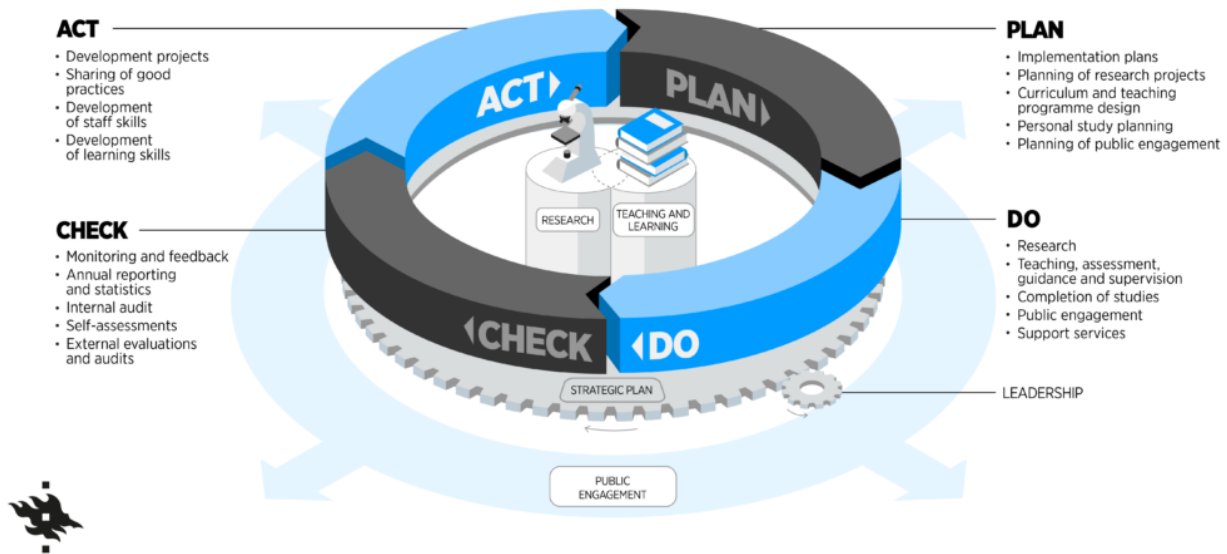 ACT
• Development projects
• Sharing of good
practices
• Development
of staff skills
• Development
of learning skills
CHECK
• Monitoring and feedback
• Annual reporting
and statistics
• Internal audit
• Self-assessments
• External evaluations
and audits
ACT
PLAN
RESEARCH
TEACHING AND
LEARNING
CHECK
DO
STRATEGIC PLAN
PUBLIC
ENGAGEMENT
PLAN
• Implementation plans
• Planning of research projects
• Curriculum and teaching
programme design
• Personal study planning
• Planning of public engagement
DO
• Research
• Teaching, assessment,
guidance and supervision
• Completion of studies
• Public engagement
• Support services
LEADERSHIP